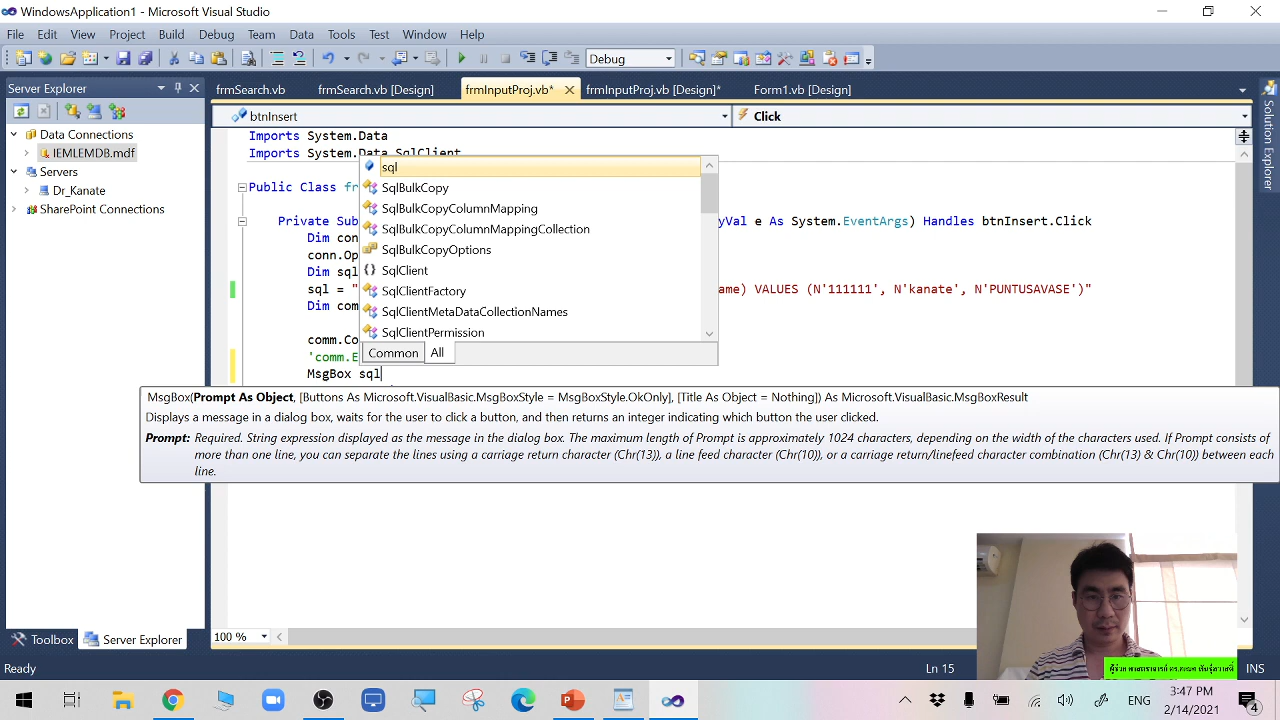 WindowsApplication1 - Microsoft Visual Studio
File Edit View Project Build Debug Team Data Tools Test Window Help
Debug
Server Explorer
frmSearch.vb frmSearch.vb [Design] frmInputProj.vb* frmInputProj.vb [Design]* Form1.vb [Design]
btnInsert Click
Data Connections
IEMLEMDB.mdf
Servers
Dr_Kanate
SharePoint Connections
Solution Explorer
Imports System.Data
Imports System.Data.SqlClient
Public Class fr
Private Sub yVal e As System.EventArgs) Handles btnInsert.Click
Dim con
conn.Op
Dim sql
sql = " ame) VALUES (N'111111', N'kanate', N'PUNTUSAVASE')"
Dim com
comm.Co
'comm.E
MsgBox sql
sql
SqlBulkCopy
SqlBulkCopyColumnMapping
SqlBulkCopyColumnMappingCollection
SqlBulkCopyOptions
SqlClient
SqlClientFactory
SqlClientMetaDataCollectionNames
SqlClientPermission
Common All
MsgBox(Prompt As Object, [Buttons As Microsoft.VisualBasic.MsgBoxStyle = MsgBoxStyle.OkOnly], [Title As Object = Nothing]) As Microsoft.VisualBasic.MsgBoxResult
Displays a message in a dialog box, waits for the user to click a button, and then returns an integer indicating which button the user clicked.
Prompt: Required. String expression displayed as the message in the dialog box. The maximum length of Prompt is approximately 1024 characters, depending on the width of the characters used. If Prompt consists
of more than one line, you can separate the lines using a carriage return character (Chr(13)), a line feed character (Chr(10)), or a carriage return/linefeed character combination (Chr(13) & Chr(10)) between each
line.
100 %
Toolbox Server Explorer
Ready Ln 15 INS
ENG
3:47 PM
2/14/2021
4